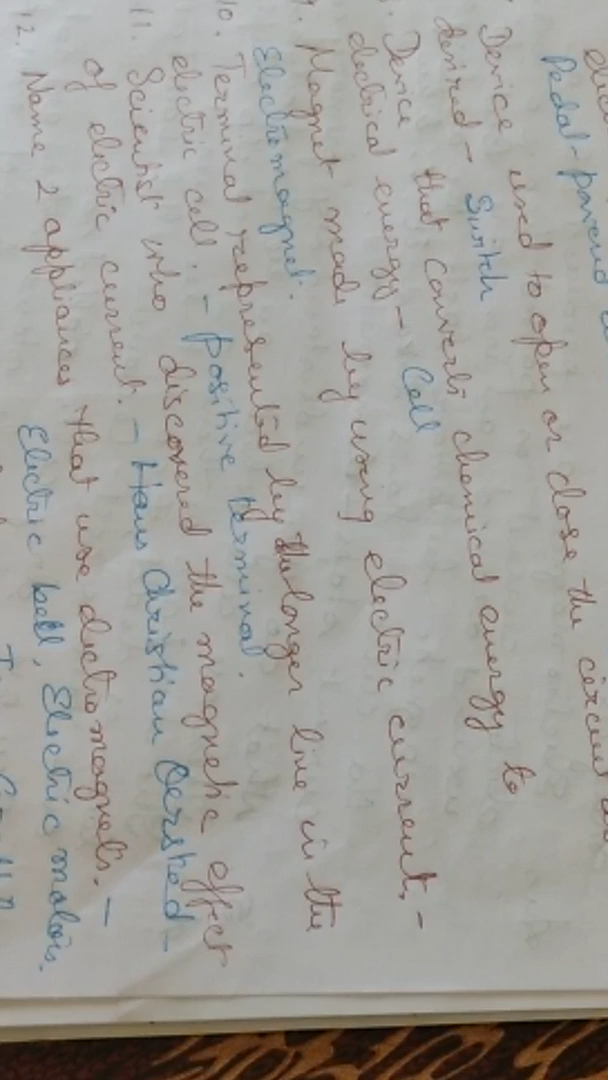 Pedal-powered
Device used to open or close the circuit as
desired - Switch
Device that converts chemical energy to
electrical energy - Cell
9. Magnet made by using electric current. -
Electromagnet.
10. Terminal represented by the longer line in the
electric cell. - positive terminal.
11. Scientist who discovered the magnetic effect
of electric current. - Hans Christian Oersted -
12. Name 2 appliances that use electromagnets. -
Electric bell, Electric motors.